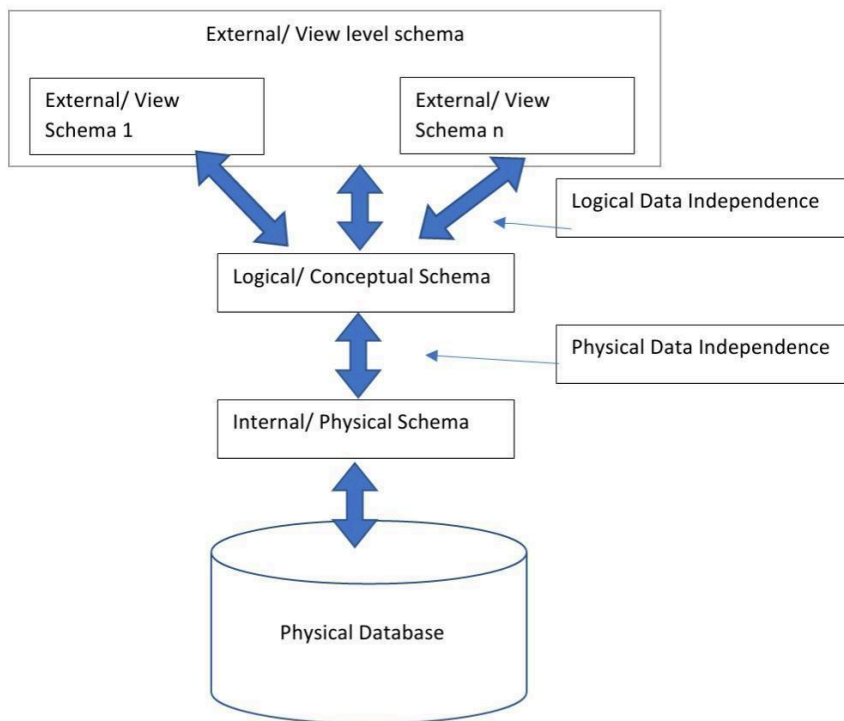 External/ View level schema
External/ View
Schema 1
External/ View
Schema n
Logical Data Independence
Logical/ Conceptual Schema
Physical Data Independence
Internal/ Physical Schema
Physical Database